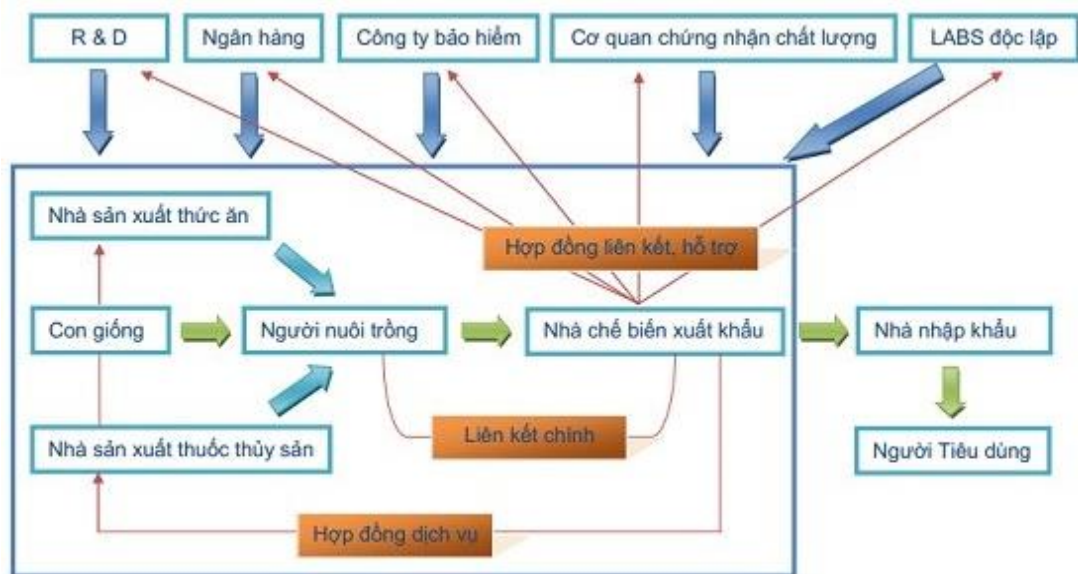 R & D
Ngân hàng
Công ty bảo hiểm
Cơ quan chứng nhận chất lượng
LABS độc lập
Nhà sản xuất thức ăn
Hợp đồng liên kết, hỗ trợ
Con giống
Người nuôi trồng
Nhà chế biến xuất khẩu
Nhà nhập khẩu
Liên kết chính
Nhà sản xuất thuốc thủy sản
Người Tiêu dùng
Hợp đồng dịch vụ